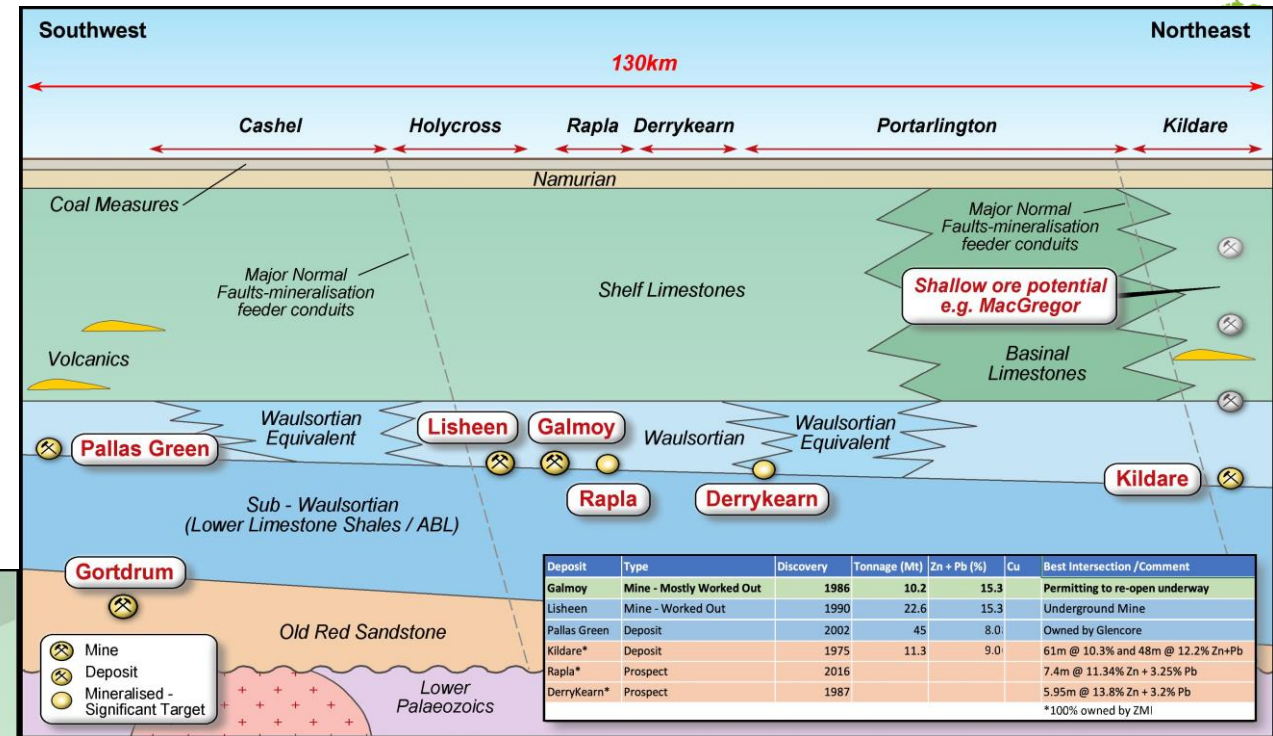 Southwest
Northeast
130km
Cashel
Holycross
Rapla
Derrykearn
Portarlington
Kildare
Namurian
Coal Measures
Major Normal
Faults-mineralisation
feeder conduits
Major Normal
Faults-mineralisation
feeder conduits
Shelf Limestones
Shallow ore potential
e.g. MacGregor
Volcanics
Basinal
Limestones
Waulsortian
Equivalent
Lisheen
Galmoy
Waulsortian
Waulsortian
Equivalent
Pallas Green
Rapla
Derrykearn
Kildare
Sub - Waulsortian
(Lower Limestone Shales / ABL)
Gortdrum
Old Red Sandstone
Lower
Palaeozoics
Mine
Deposit
Mineralised -
Significant Target
Deposit Type Discovery Tonnage (Mt) Zn + Pb (%) Cu Best Intersection /Comment
Galmoy Mine - Mostly Worked Out 1986 10.2 15.3 Permitting to re-open underway
Lisheen Mine - Worked Out 1990 22.6 15.3 Underground Mine
Pallas Green Deposit 2002 45 8.0 Owned by Glencore
Kildare* Deposit 1975 11.3 9.0 61m @ 10.3% and 48m @ 12.2% Zn+Pb
Rapla* Prospect 2016 7.4m @ 11.34% Zn + 3.25% Pb
DerryKearn* Prospect 1987 5.95m @ 13.8% Zn + 3.2% Pb
*100% owned by ZMI